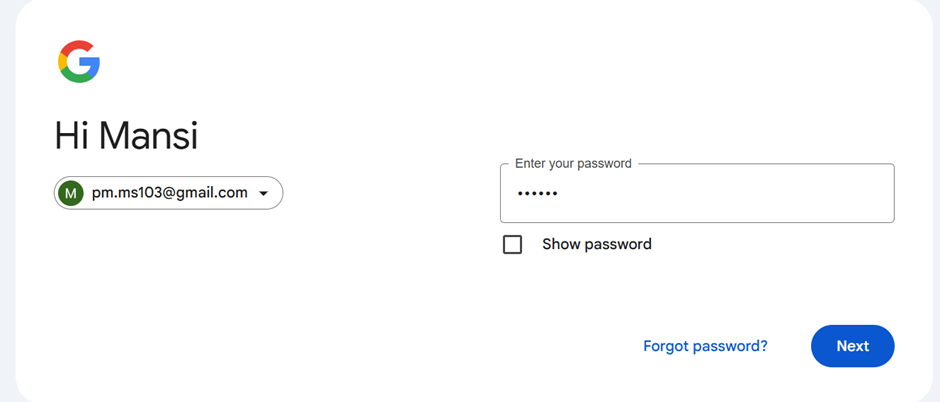 Hi Mansi
M pm.ms103@gmail.com
Enter your password
••••••
Show password
Forgot password?
Next